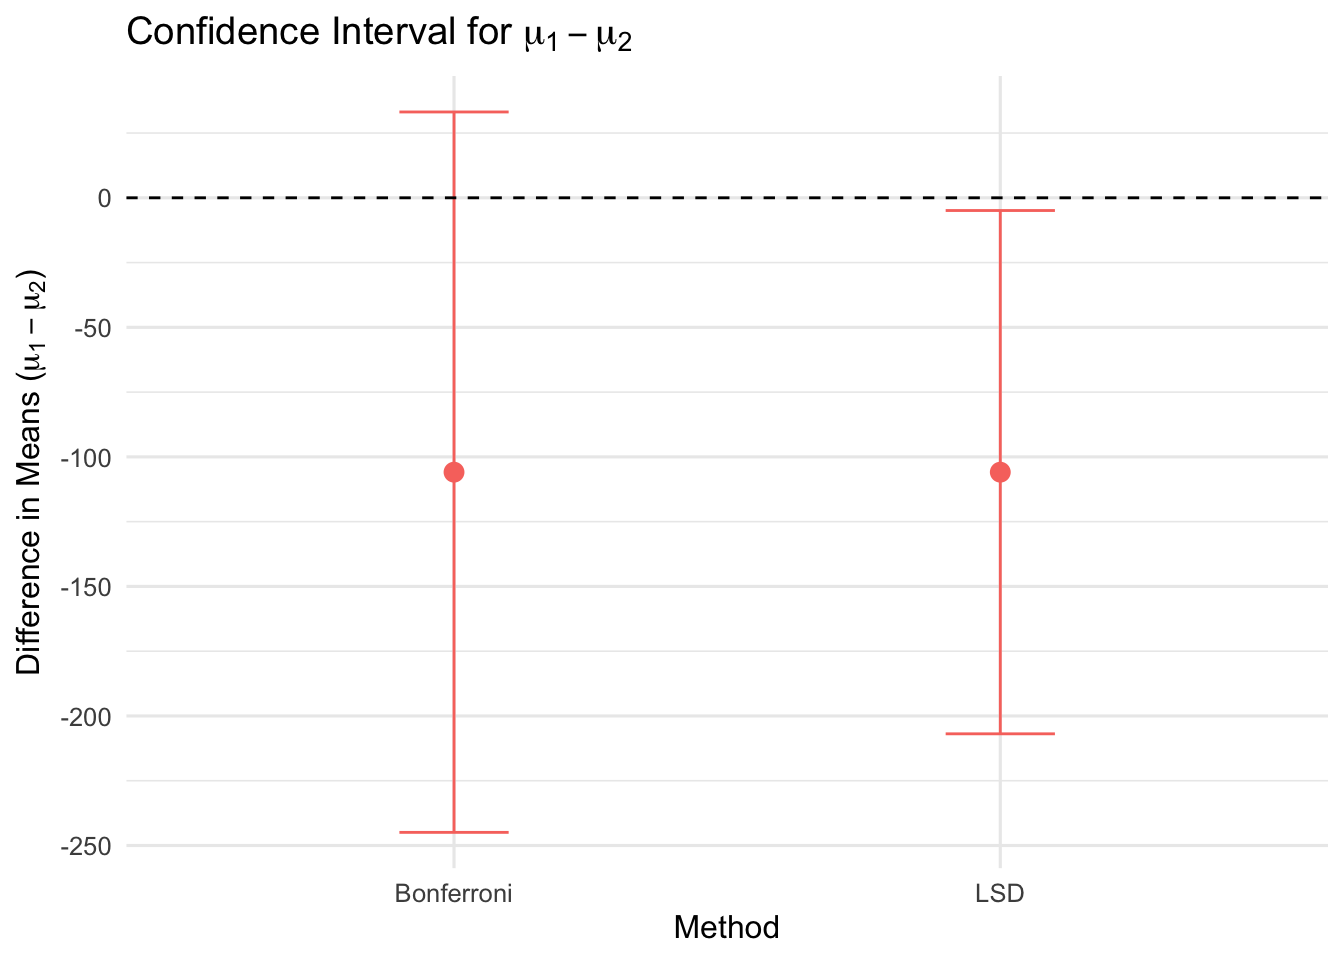 Confidence Interval for μ₁ − μ₂
Difference in Means (μ₁ − μ₂)
0
-50
-100
-150
-200
-250
Bonferroni
LSD
Method